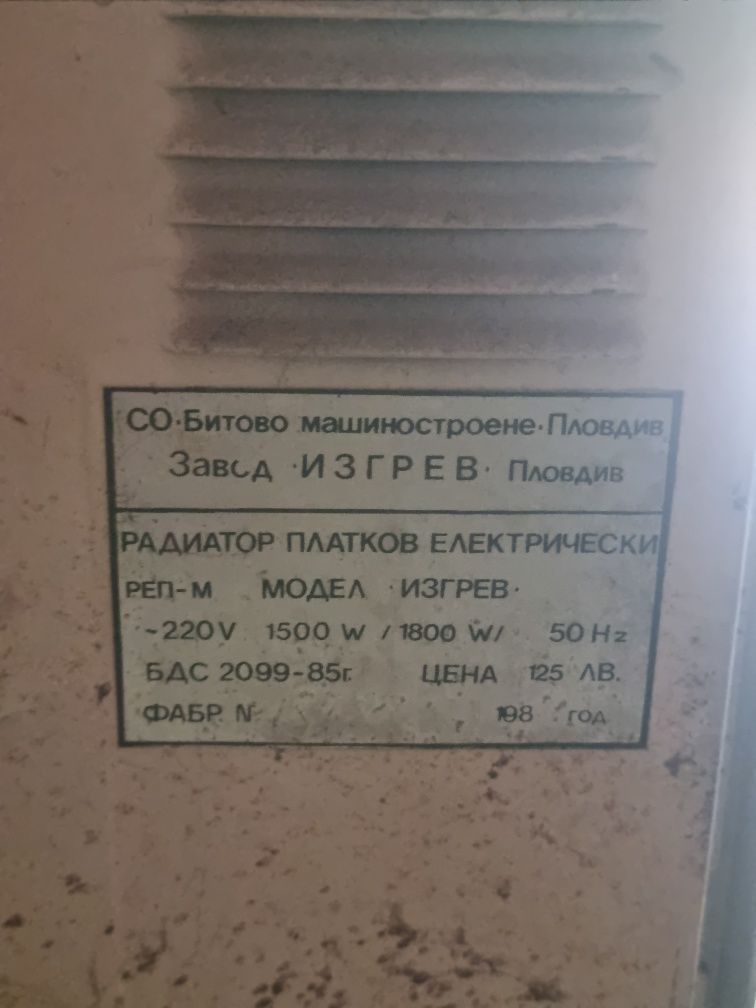 СО·Битово машиностроене·Пловдив
Завод ·ИЗГРЕВ· Пловдив
РАДИАТОР ПЛАТКОВ ЕЛЕКТРИЧЕСКИ
РЕП-М МОДЕЛ ·ИЗГРЕВ·
~220V 1500 W /1800 W/ 50 Hz
БДС 2099-85г. ЦЕНА 125 ЛВ.
ФАБР. N 198 год